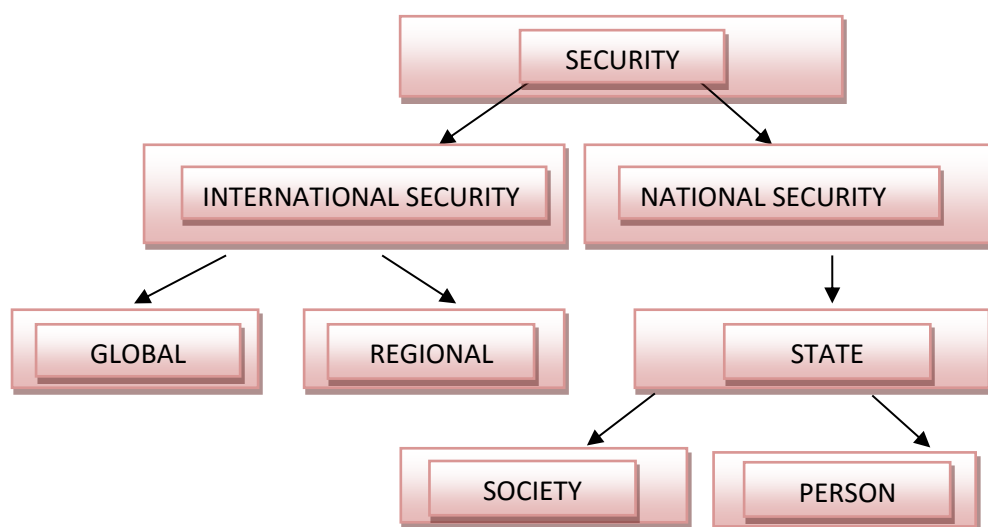 SECURITY
INTERNATIONAL SECURITY
NATIONAL SECURITY
GLOBAL
REGIONAL
STATE
SOCIETY
PERSON